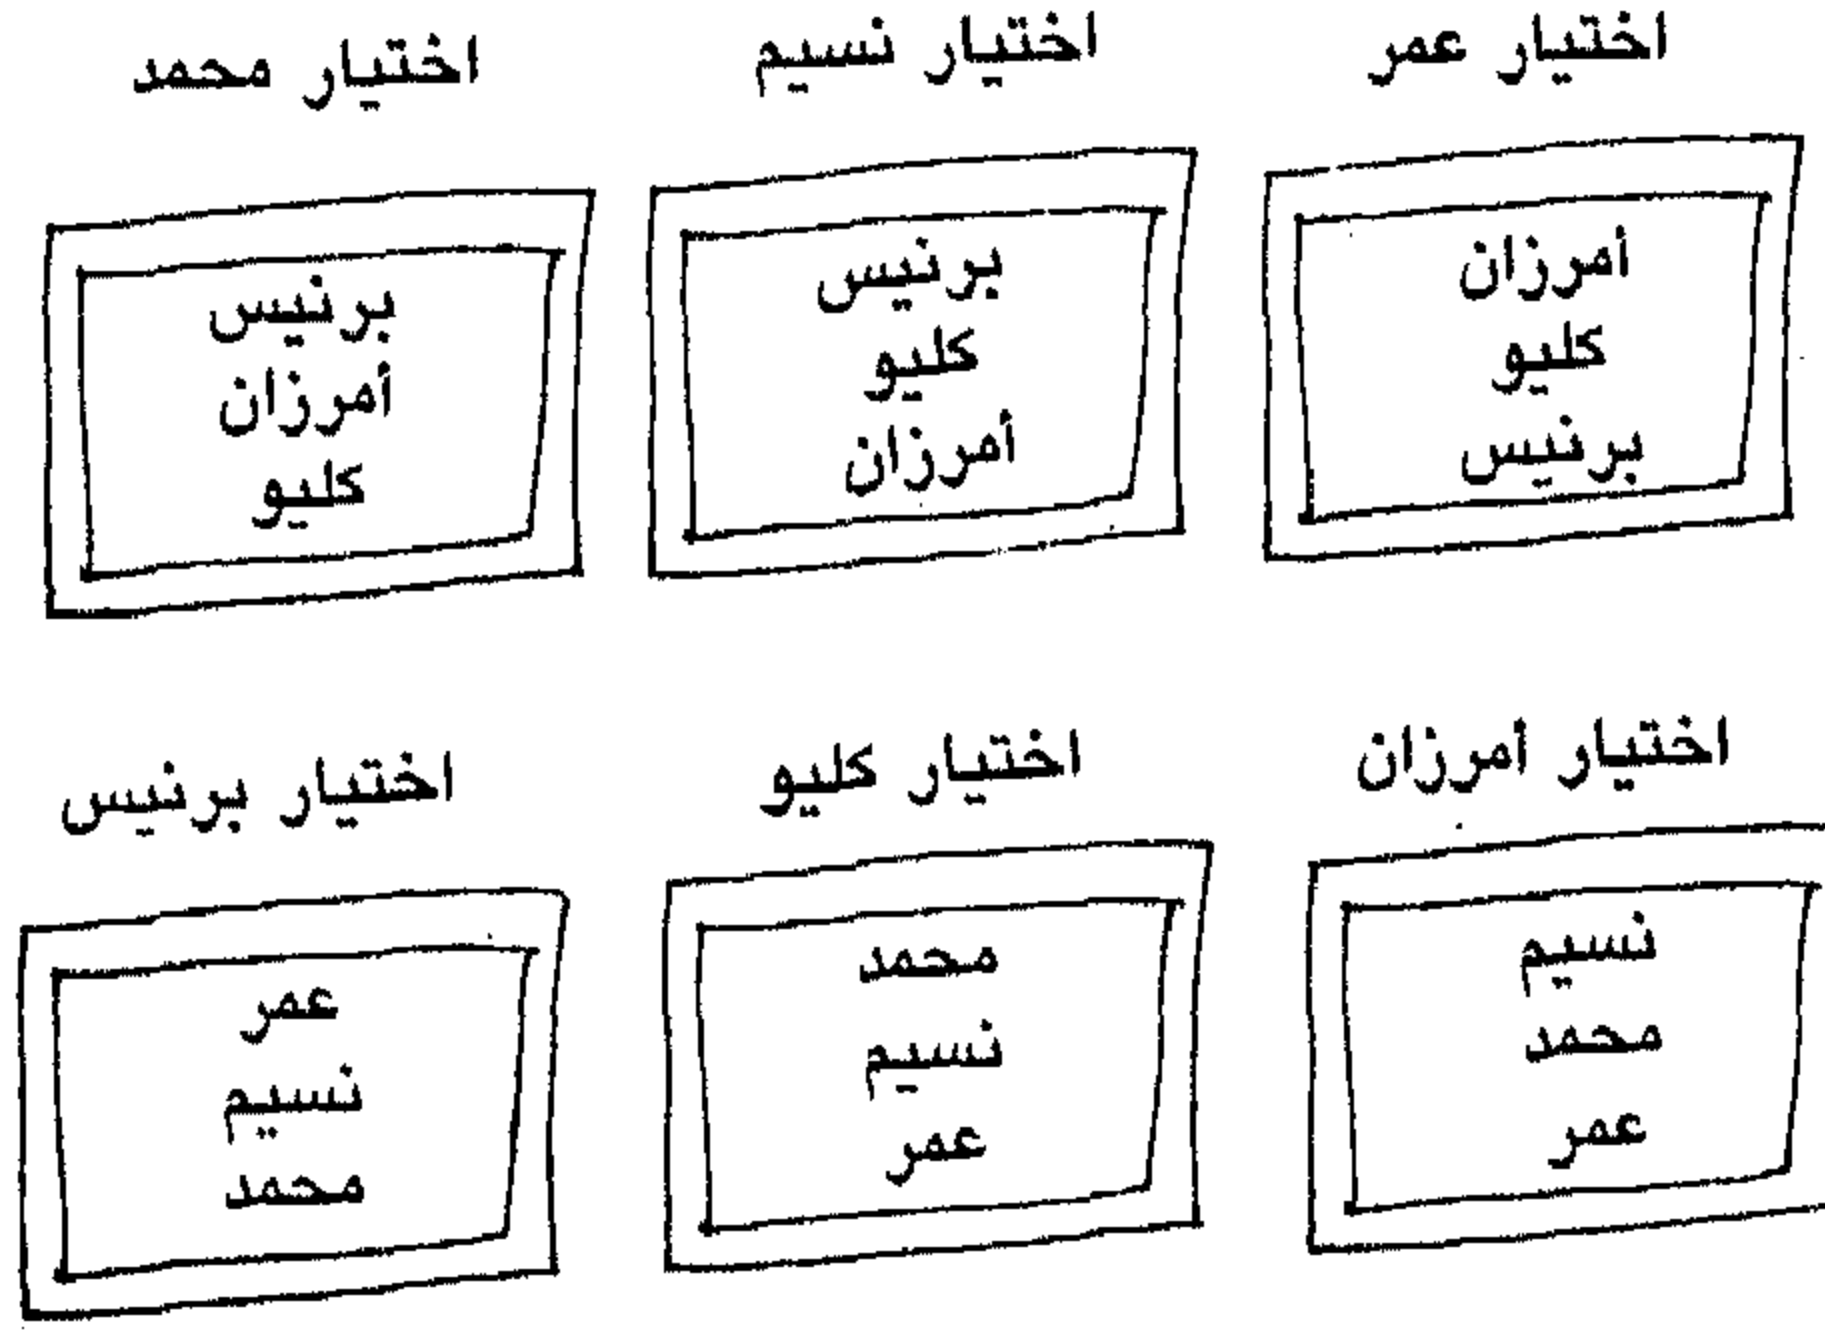 اختيار عمر
أمرزان
كليو
برنيس
اختيار نسيم
برنيس
كليو
أمرزان
اختيار محمد
برنيس
أمرزان
كليو
اختيار أمرزان
نسيم
محمد
عمر
اختيار كليو
محمد
نسيم
عمر
اختيار برنيس
عمر
نسيم
محمد